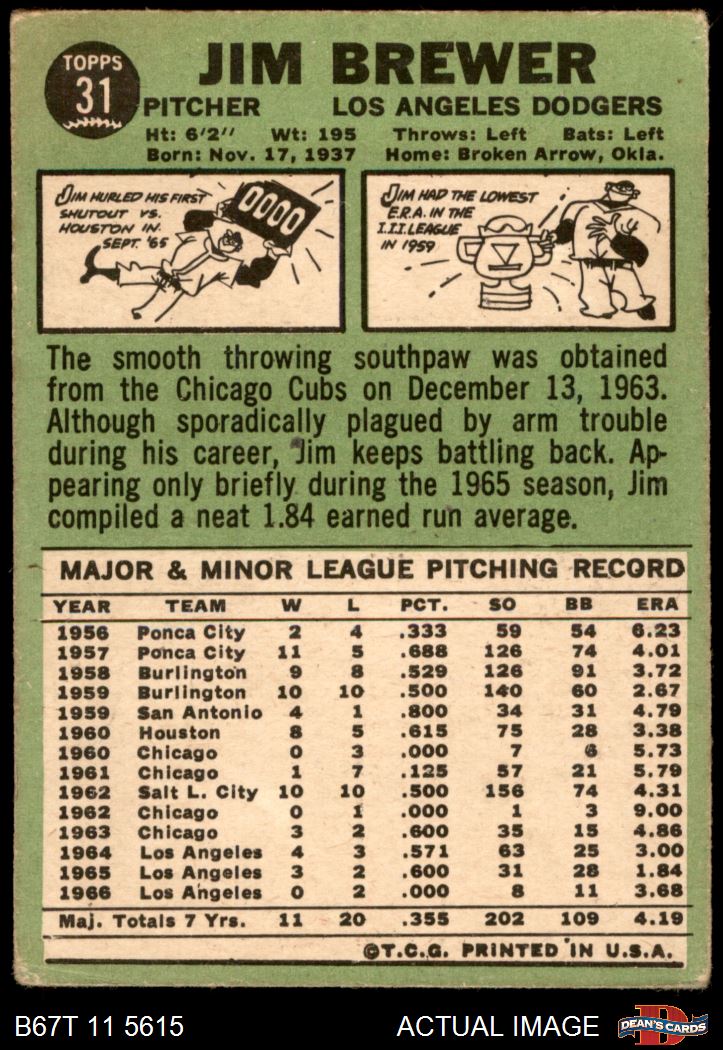 TOPPS
31
JIM BREWER
PITCHER LOS ANGELES DODGERS
Ht: 6'2" Wt: 195 Throws: Left Bats: Left
Born: Nov. 17, 1937 Home: Broken Arrow, Okla.
JIM HURLED HIS FIRST
SHUTOUT VS.
HOUSTON IN
SEPT. '65
0000
JIM HAD THE LOWEST
E.R.A. IN THE
I.I.I. LEAGUE
IN 1959
The smooth throwing southpaw was obtained
from the Chicago Cubs on December 13, 1963.
Although sporadically plagued by arm trouble
during his career, Jim keeps battling back. Ap-
pearing only briefly during the 1965 season, Jim
compiled a neat 1.84 earned run average.
MAJOR & MINOR LEAGUE PITCHING RECORD
YEAR TEAM W L PCT. SO BB ERA
1956 Ponca City 2 4 .333 59 54 6.23
1957 Ponca City 11 5 .688 126 74 4.01
1958 Burlington 9 8 .529 126 91 3.72
1959 Burlington 10 10 .500 140 60 2.67
1959 San Antonio 4 1 .800 34 31 4.79
1960 Houston 8 5 .615 75 28 3.38
1960 Chicago 0 3 .000 7 6 5.73
1961 Chicago 1 7 .125 57 21 5.79
1962 Salt L. City 10 10 .500 156 74 4.31
1962 Chicago 0 1 .000 1 3 9.00
1963 Chicago 3 2 .600 35 15 4.86
1964 Los Angeles 4 3 .571 63 25 3.00
1965 Los Angeles 3 2 .600 31 28 1.84
1966 Los Angeles 0 2 .000 8 11 3.68
Maj. Totals 7 Yrs. 11 20 .355 202 109 4.19
©T.C.G. PRINTED IN U.S.A.
B67T 11 5615 ACTUAL IMAGE DEAN'S CARDS